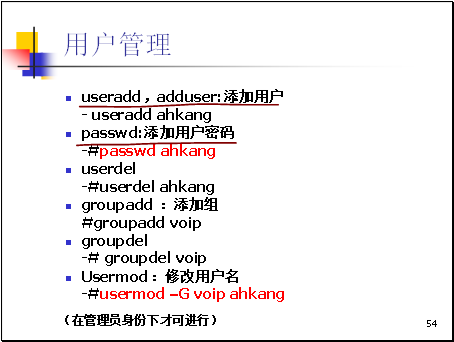 用户管理
useradd，adduser:添加用户
- useradd ahkang
passwd:添加用户密码
-#passwd ahkang
userdel
-#userdel ahkang
groupadd ：添加组
#groupadd voip
groupdel
-# groupdel voip
Usermod：修改用户名
-#usermod –G voip ahkang
（在管理员身份下才可进行）
54